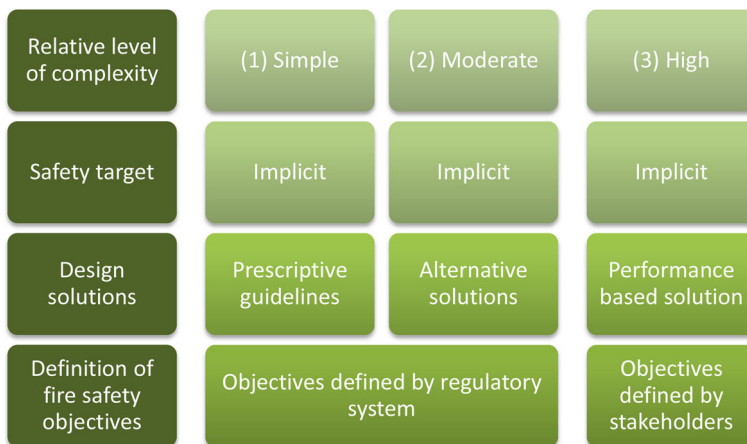 Relative level
of complexity
(1) Simple
(2) Moderate
(3) High
Safety target
Implicit
Implicit
Implicit
Design
solutions
Prescriptive
guidelines
Alternative
solutions
Performance
based solution
Definition of
fire safety
objectives
Objectives defined by regulatory
system
Objectives
defined by
stakeholders